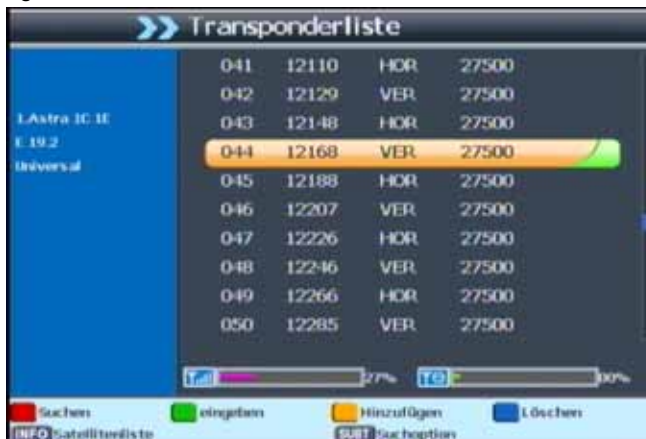 Transponderliste
1.Astra 1C 1E
E 19.2
Universal
041 12110 HOR 27500
042 12129 VER 27500
043 12148 HOR 27500
044 12168 VER 27500
045 12188 HOR 27500
046 12207 VER 27500
047 12226 HOR 27500
048 12246 VER 27500
049 12266 HOR 27500
050 12285 VER 27500
27% 00%
Suchen eingeben Hinzufügen Löschen
INFO Satellitenliste SUBT Suchoption